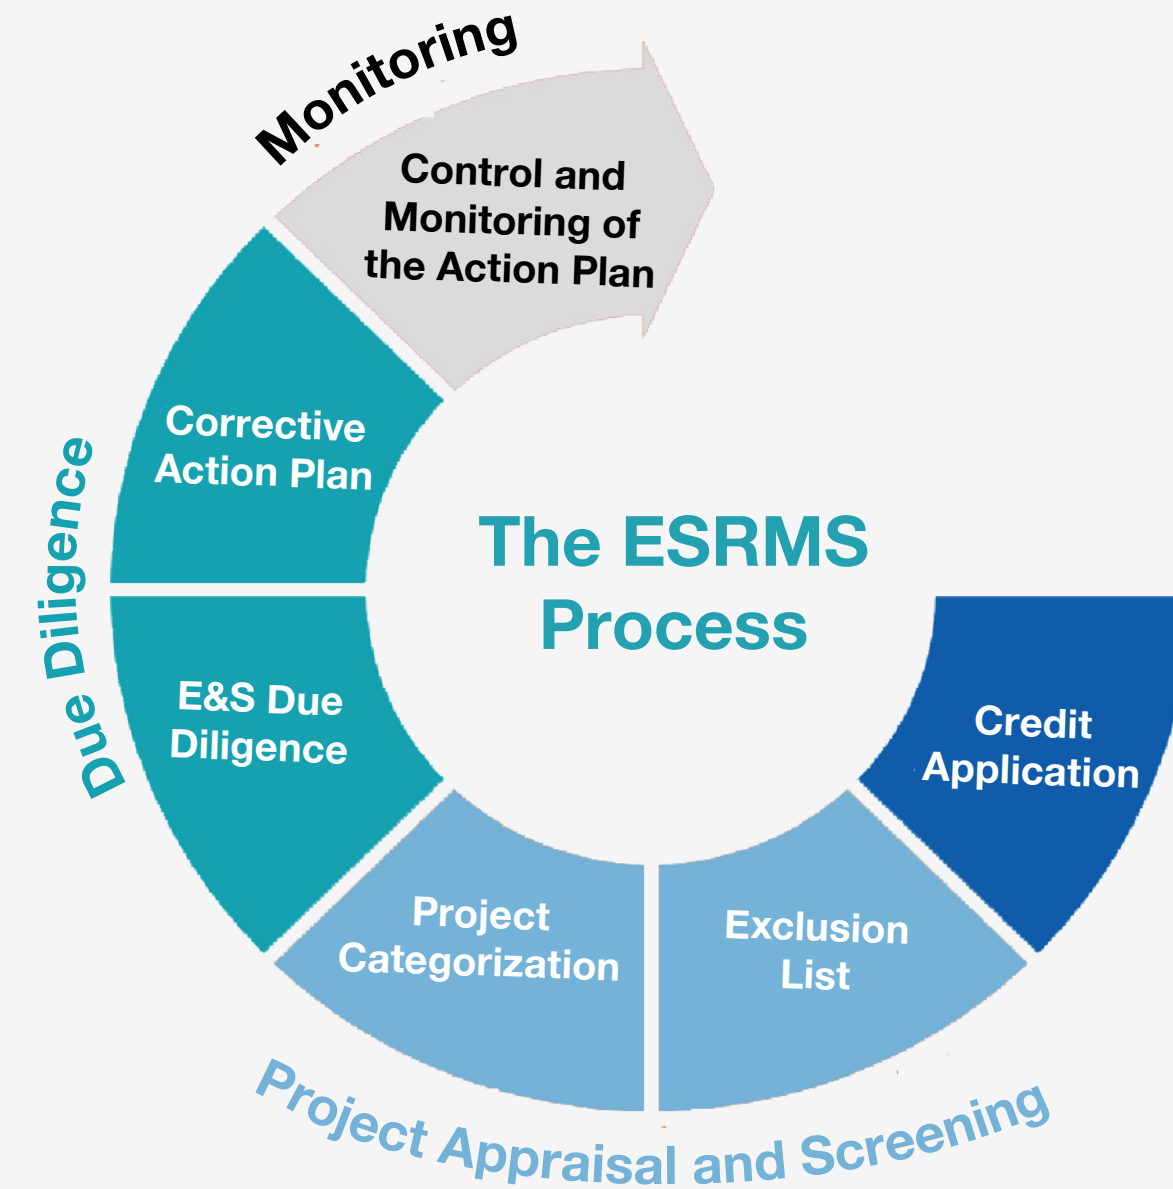 Monitoring
Control and
Monitoring of
the Action Plan
Corrective
Action Plan
Due Diligence
The ESRMS
Process
E&S Due
Diligence
Credit
Application
Project
Categorization
Exclusion
List
Project Appraisal and Screening